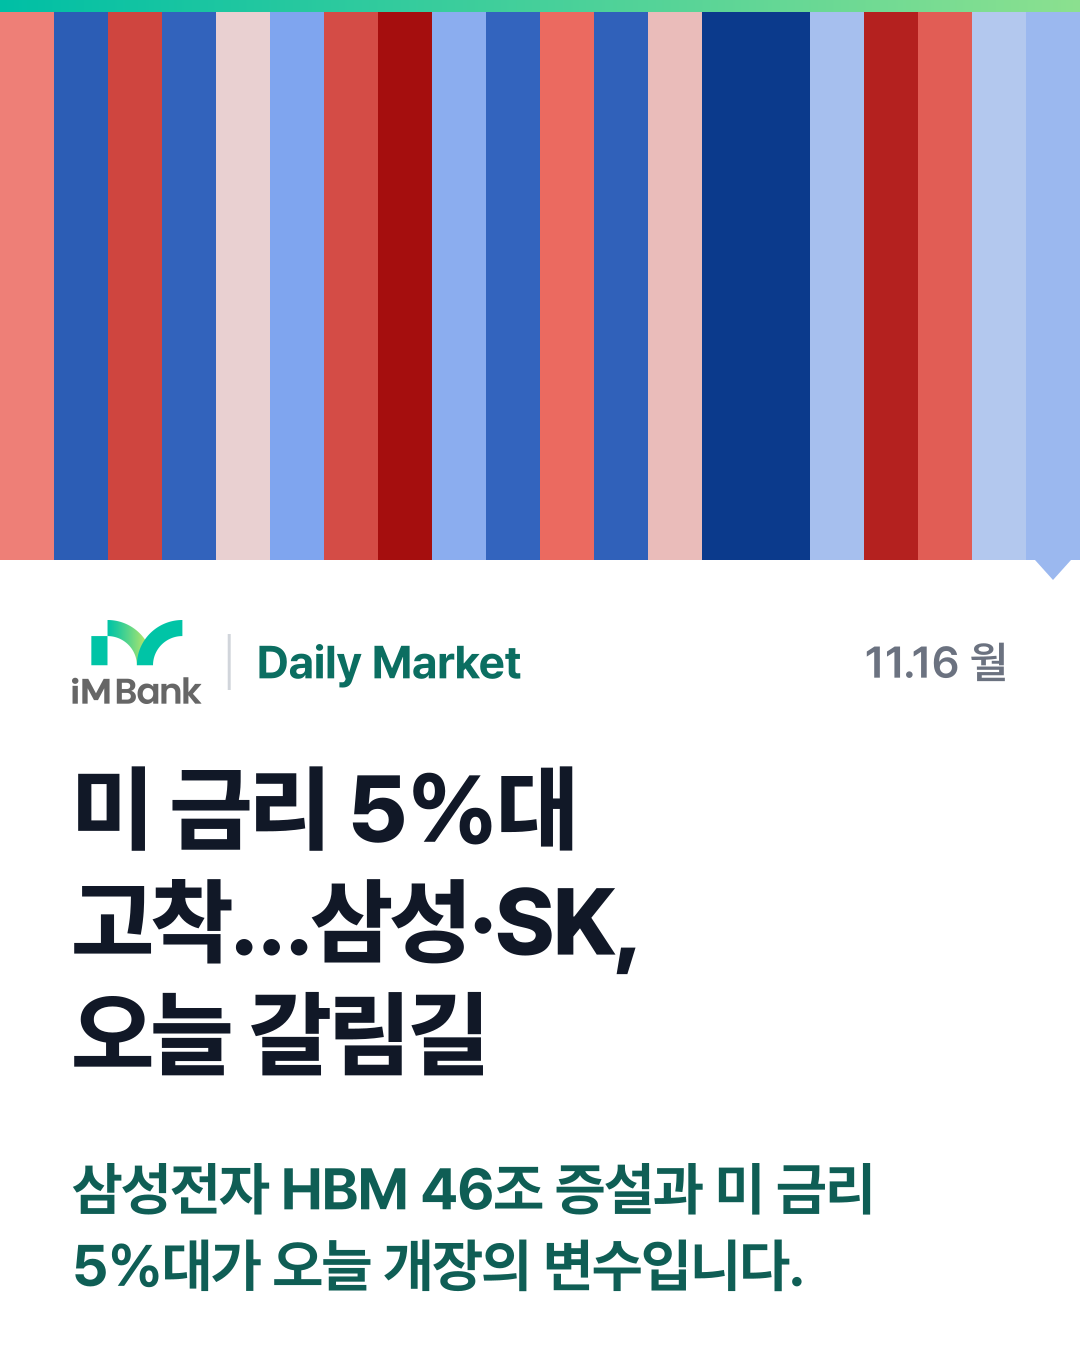 iM Bank
Daily Market
11.16 월
미 금리 5%대
고착...삼성·SK,
오늘 갈림길
삼성전자 HBM 46조 증설과 미 금리
5%대가 오늘 개장의 변수입니다.